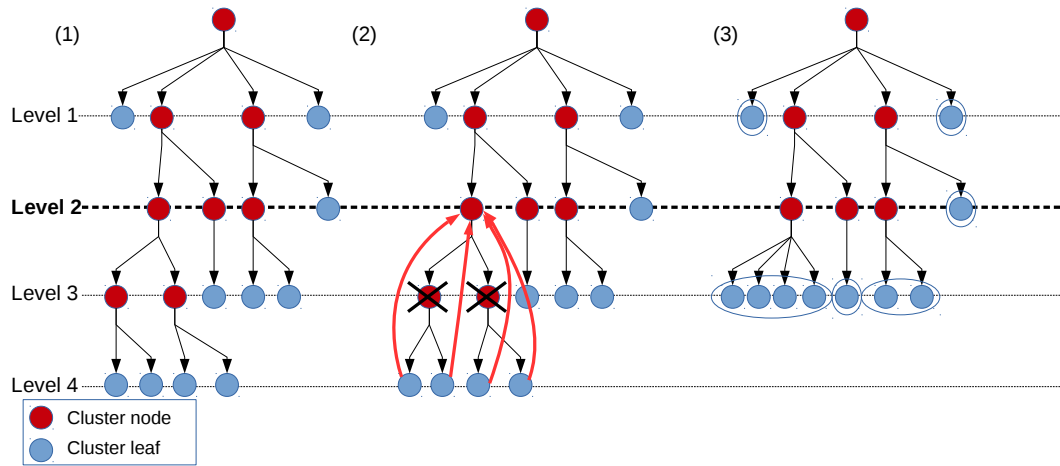 (1) (2) (3)
Level 1
Level 2
Level 3
Level 4
Cluster node
Cluster leaf